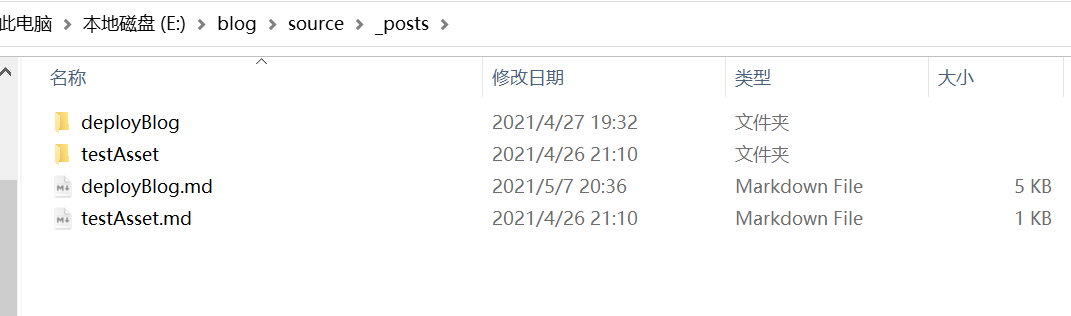 此电脑 本地磁盘 (E:) blog source _posts
名称 修改日期 类型 大小
deployBlog 2021/4/27 19:32 文件夹
testAsset 2021/4/26 21:10 文件夹
deployBlog.md 2021/5/7 20:36 Markdown File 5 KB
testAsset.md 2021/4/26 21:10 Markdown File 1 KB